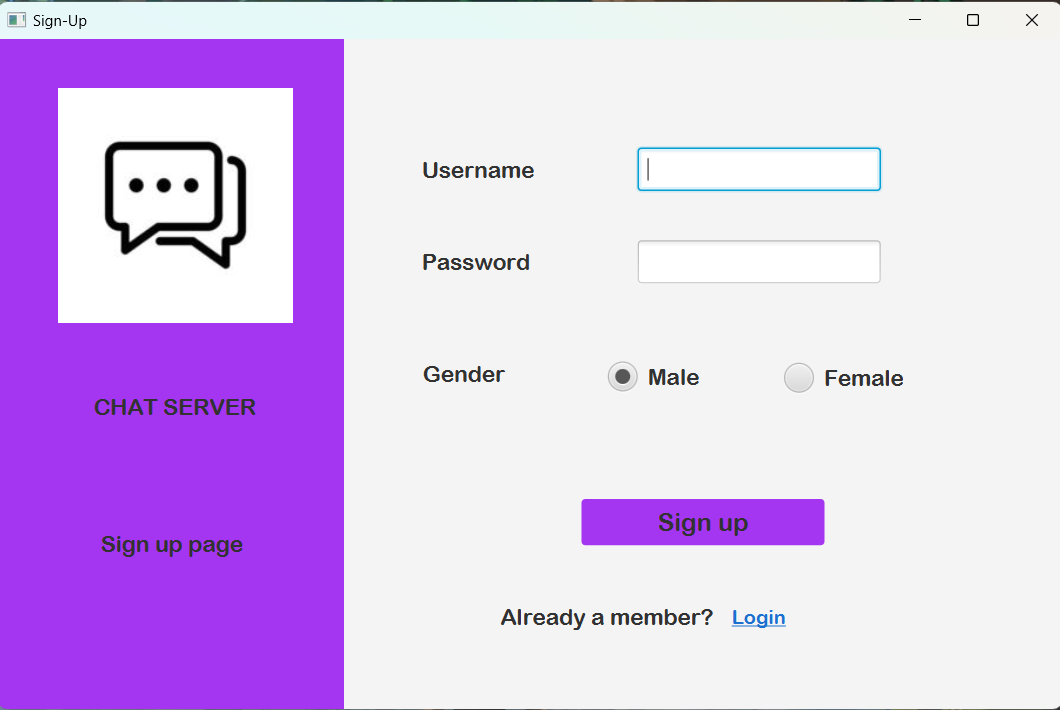 Sign-Up
CHAT SERVER
Sign up page
Username
Password
Gender
Male
Female
Sign up
Already a member? Login